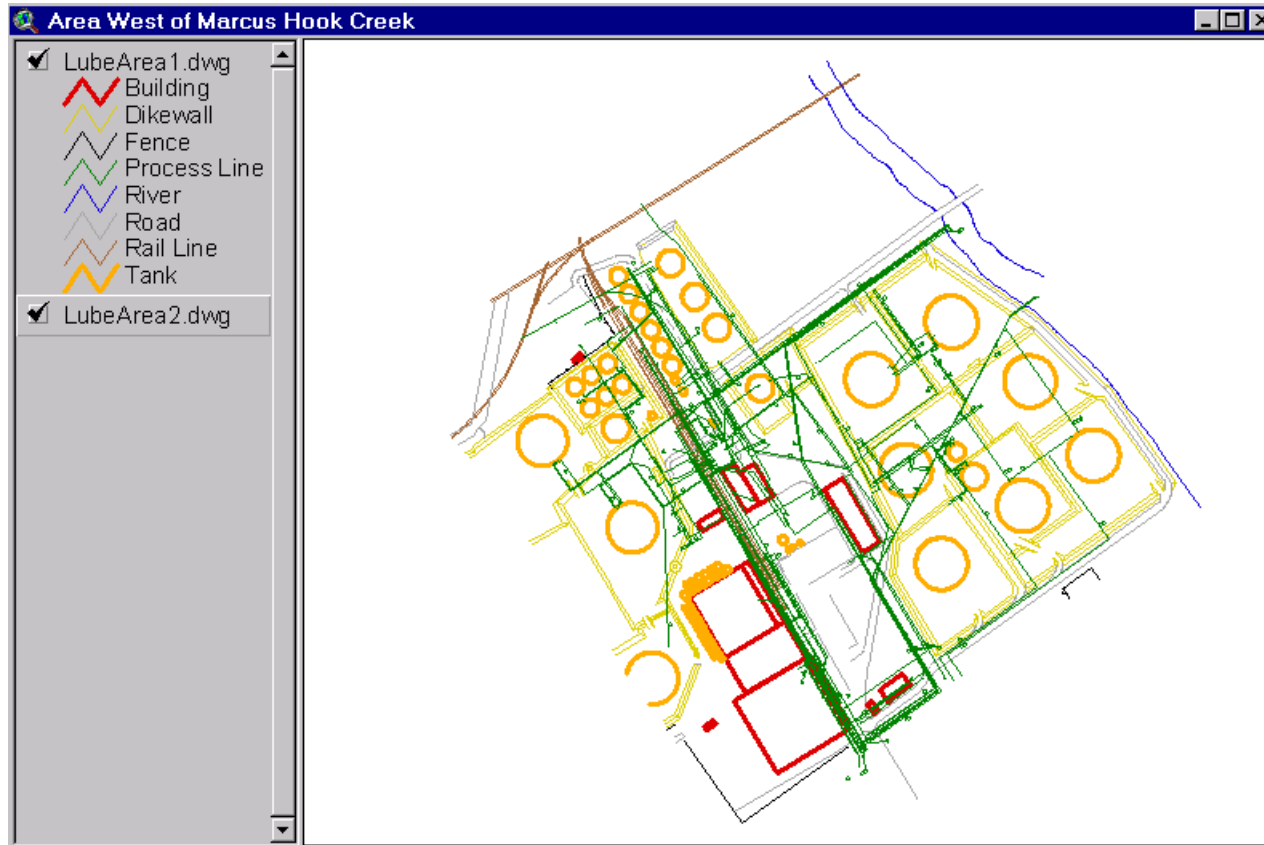 Area West of Marcus Hook Creek
LubeArea1.dwg
Building
Dikewall
Fence
Process Line
River
Road
Rail Line
Tank
LubeArea2.dwg